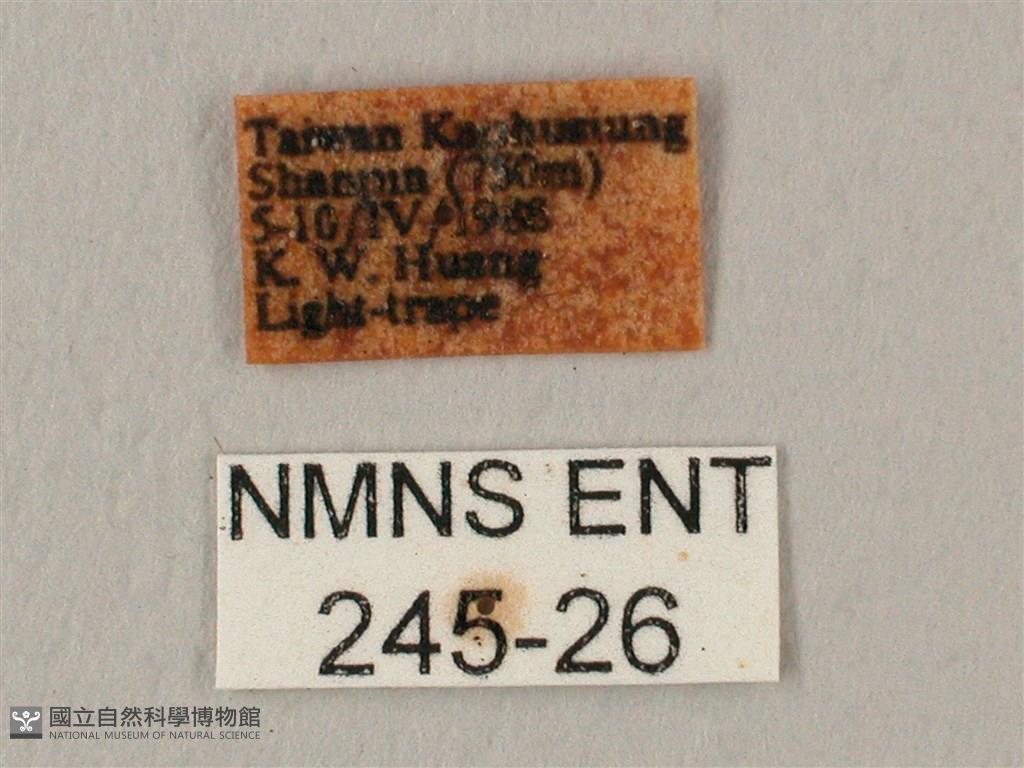 Taiwan Kaohsiung
Shanpin (750m)
5-10/IV/1988
K. W. Huang
Light-trape
NMNS ENT
245-26
國立自然科學博物館
NATIONAL MUSEUM OF NATURAL SCIENCE